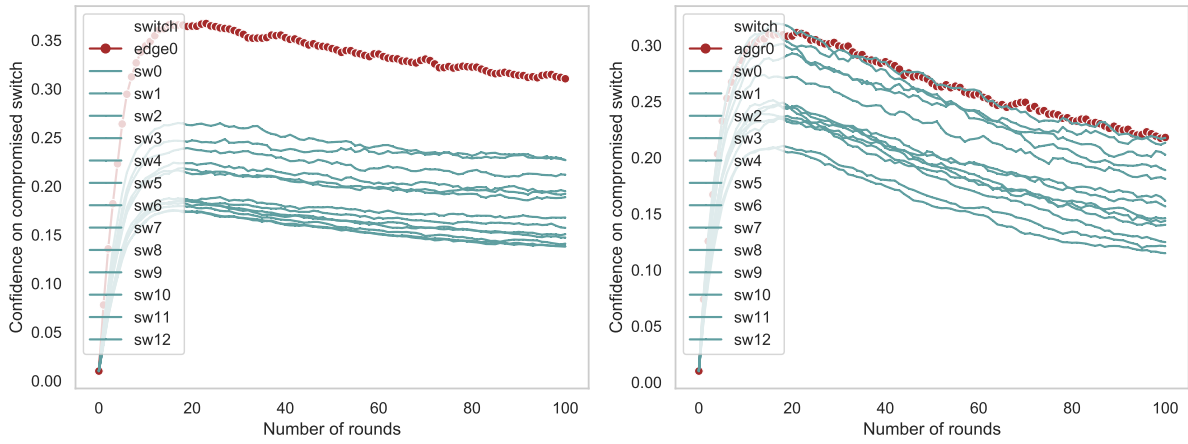 Confidence on compromised switch
0.35
0.30
0.25
0.20
0.15
0.10
0.05
0.00
switch
edge0
sw0
sw1
sw2
sw3
sw4
sw5
sw6
sw7
sw8
sw9
sw10
sw11
sw12
0 20 40 60 80 100
Number of rounds
Confidence on compromised switch
0.30
0.25
0.20
0.15
0.10
0.05
0.00
switch
aggr0
sw0
sw1
sw2
sw3
sw4
sw5
sw6
sw7
sw8
sw9
sw10
sw11
sw12
0 20 40 60 80 100
Number of rounds